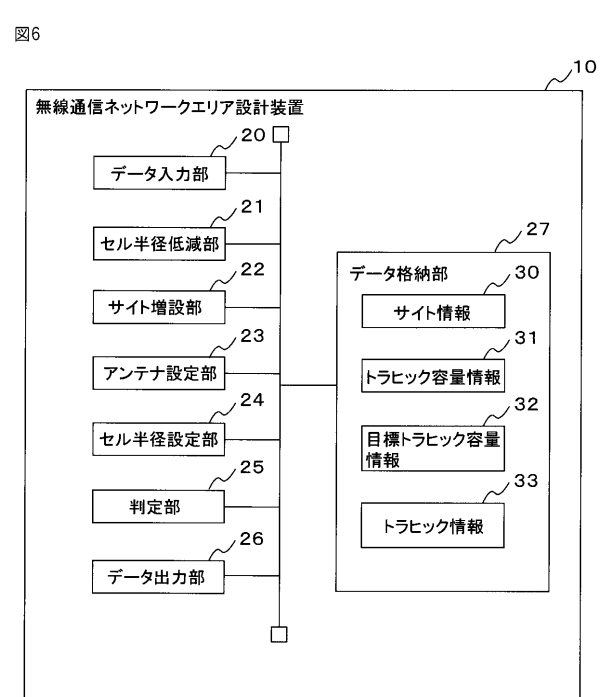 図6
10
無線通信ネットワークエリア設計装置
20
データ入力部
21
セル半径低減部
22
サイト増設部
23
アンテナ設定部
24
セル半径設定部
25
判定部
26
データ出力部
27
データ格納部
30
サイト情報
31
トラヒック容量情報
32
目標トラヒック容量
情報
33
トラヒック情報